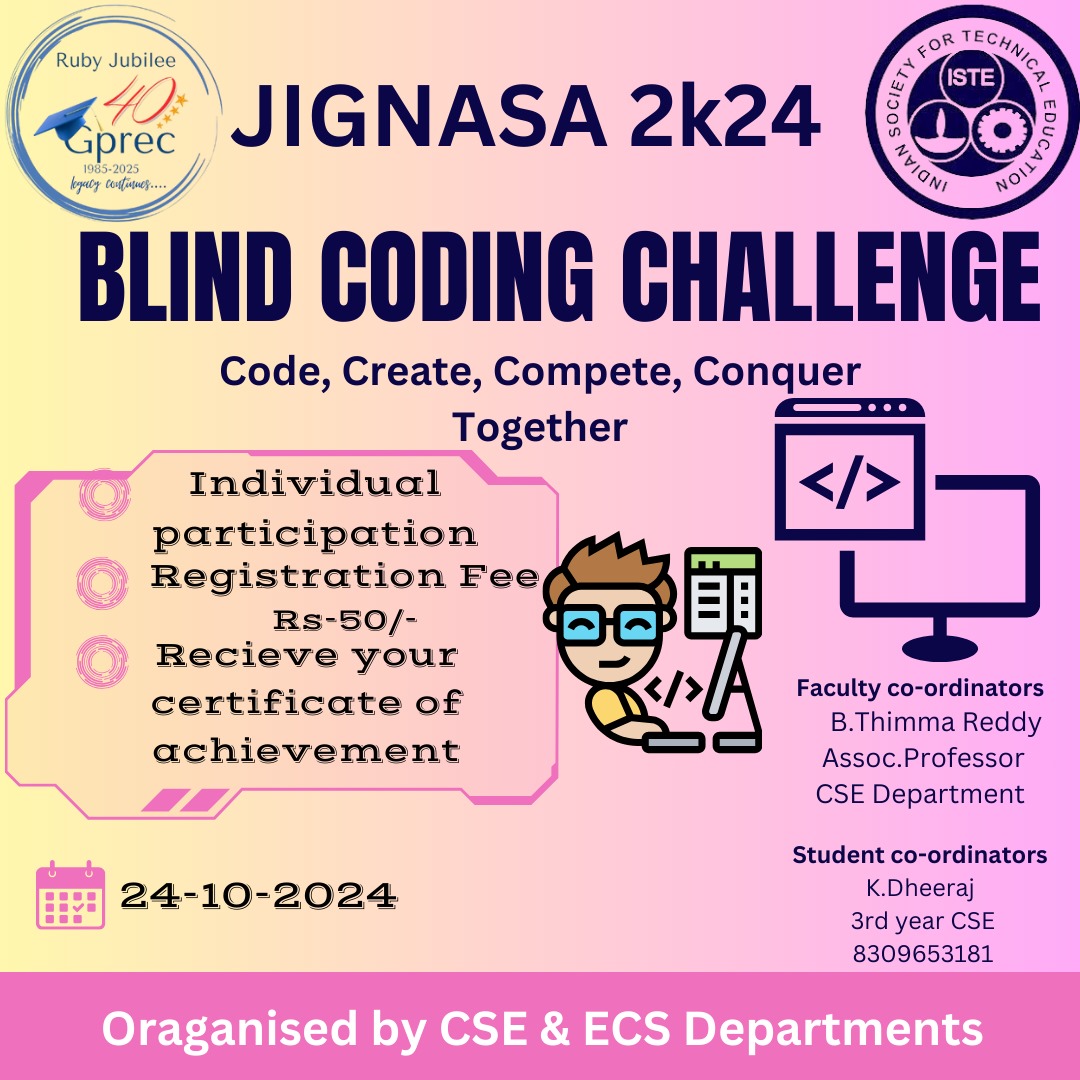 Ruby Jubilee
40
Gprec
1985-2025
legacy continues....
JIGNASA 2k24
INDIAN SOCIETY FOR TECHNICAL EDUCATION
ISTE
BLIND CODING CHALLENGE
Code, Create, Compete, Conquer
Together
Individual
participation
Registration Fee
Rs-50/-
Recieve your
certificate of
achievement
</>
</>
Faculty co-ordinators
B.Thimma Reddy
Assoc.Professor
CSE Department
Student co-ordinators
K.Dheeraj
3rd year CSE
8309653181
24-10-2024
Oraganised by CSE & ECS Departments